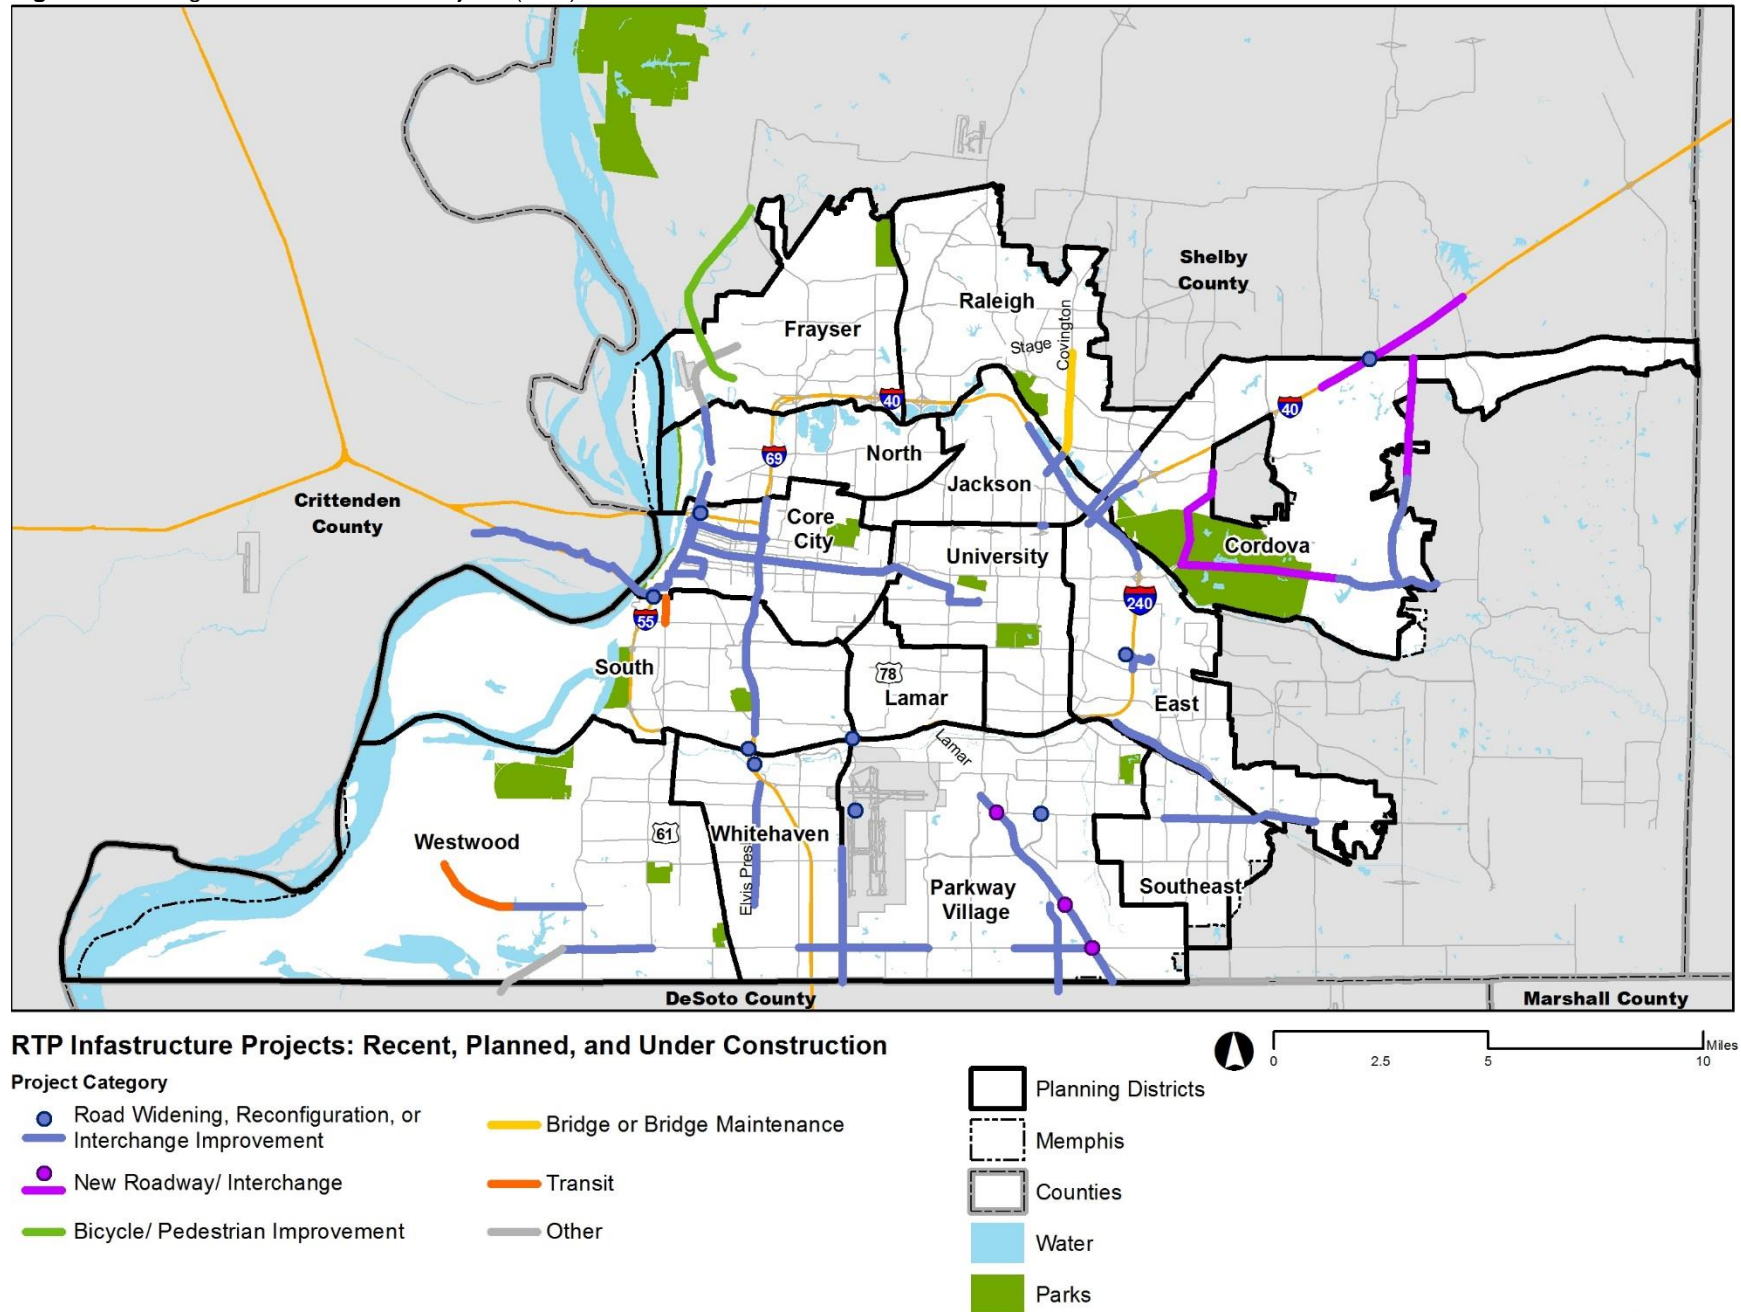 Shelby
County
Raleigh
Frayser
Stage
Covington
40
40
69
North
Jackson
Crittenden
County
Core
City
University
Cordova
240
55
South
78
Lamar
East
Lamar
Westwood
61
Whitehaven
Elvis Presl
Parkway
Village
Southeast
DeSoto County
Marshall County
RTP Infastructure Projects: Recent, Planned, and Under Construction
Project Category
Road Widening, Reconfiguration, or
Interchange Improvement
New Roadway/ Interchange
Bicycle/ Pedestrian Improvement
Bridge or Bridge Maintenance
Transit
Other
Planning Districts
Memphis
Counties
Water
Parks
0 2.5 5 10 Miles